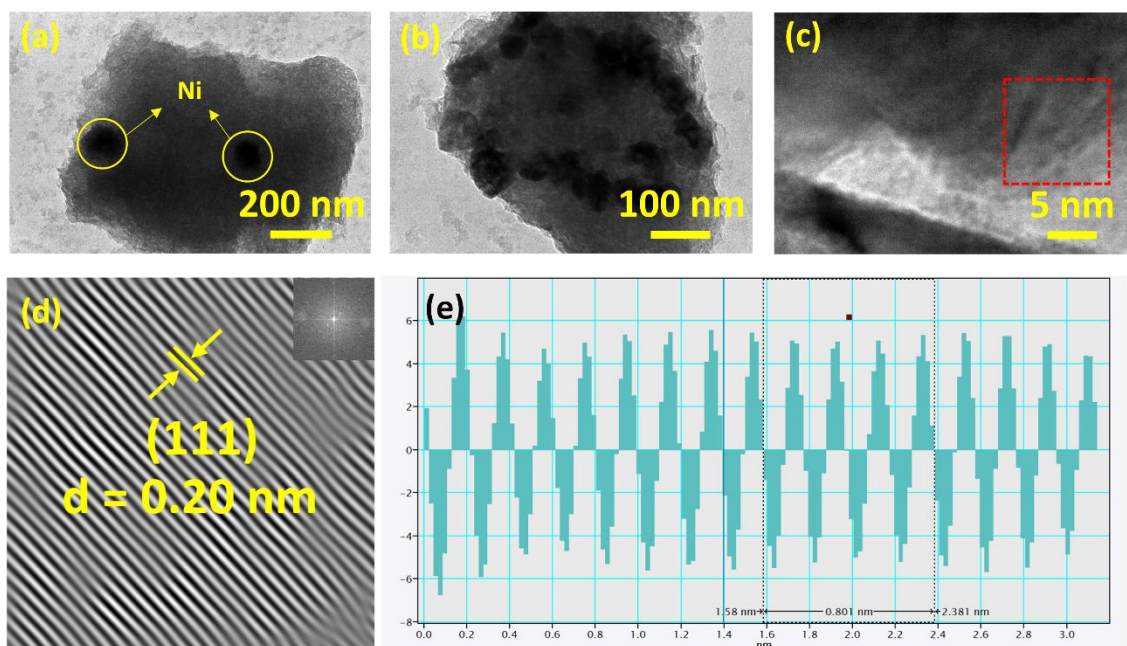 (a)
Ni
200 nm
(b)
100 nm
(c)
5 nm
(d)
(111)
d = 0.20 nm
(e)
6
4
2
0
−2
−4
−6
−8
1.58 nm
0.801 nm
2.381 nm
0.0 0.2 0.4 0.6 0.8 1.0 1.2 1.4 1.6 1.8 2.0 2.2 2.4 2.6 2.8 3.0
nm